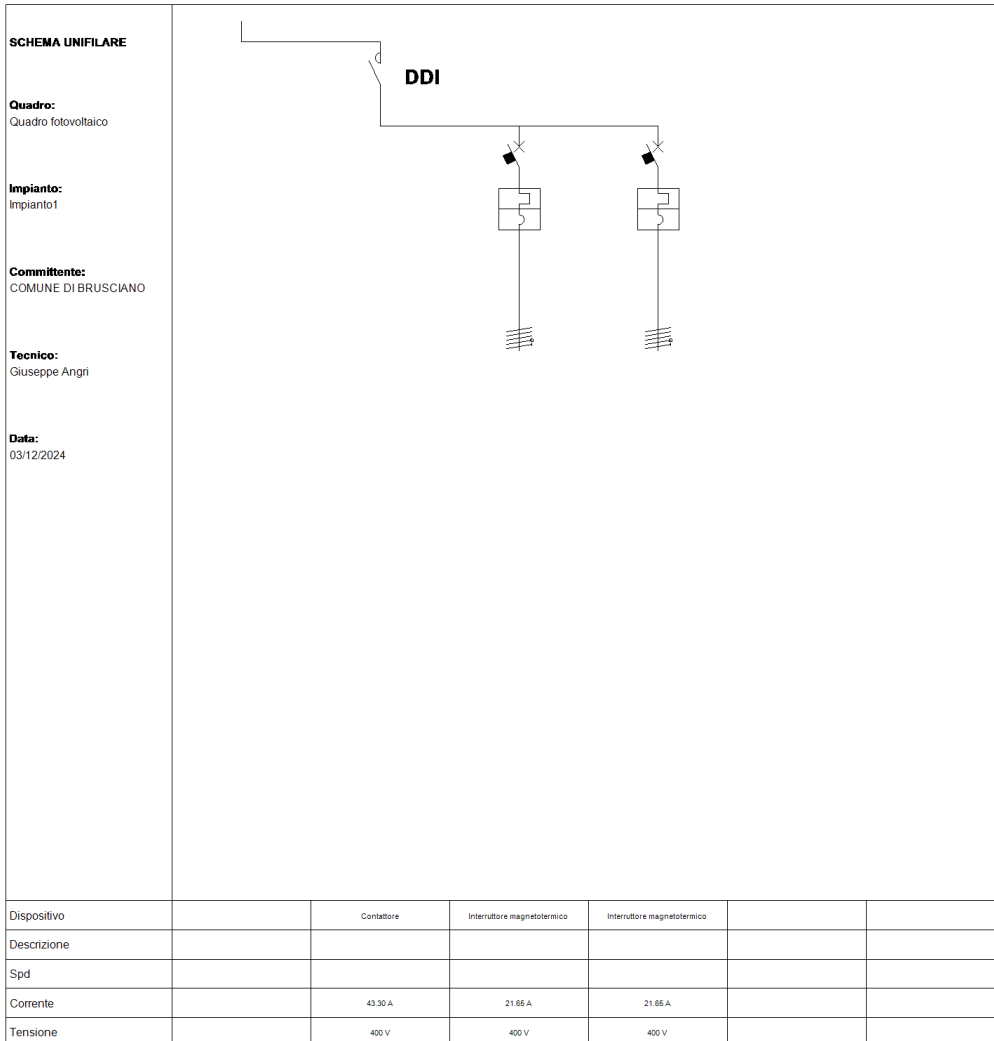 SCHEMA UNIFILARE
DDI
Quadro:
Quadro fotovoltaico
Impianto:
Impianto1
Committente:
COMUNE DI BRUSCIANO
Tecnico:
Giuseppe Angri
Data:
03/12/2024
Dispositivo Contattore Interruttore magnetotermico Interruttore magnetotermico
Descrizione
Spd
Corrente 43.30 A 21.65 A 21.65 A
Tensione 400 V 400 V 400 V